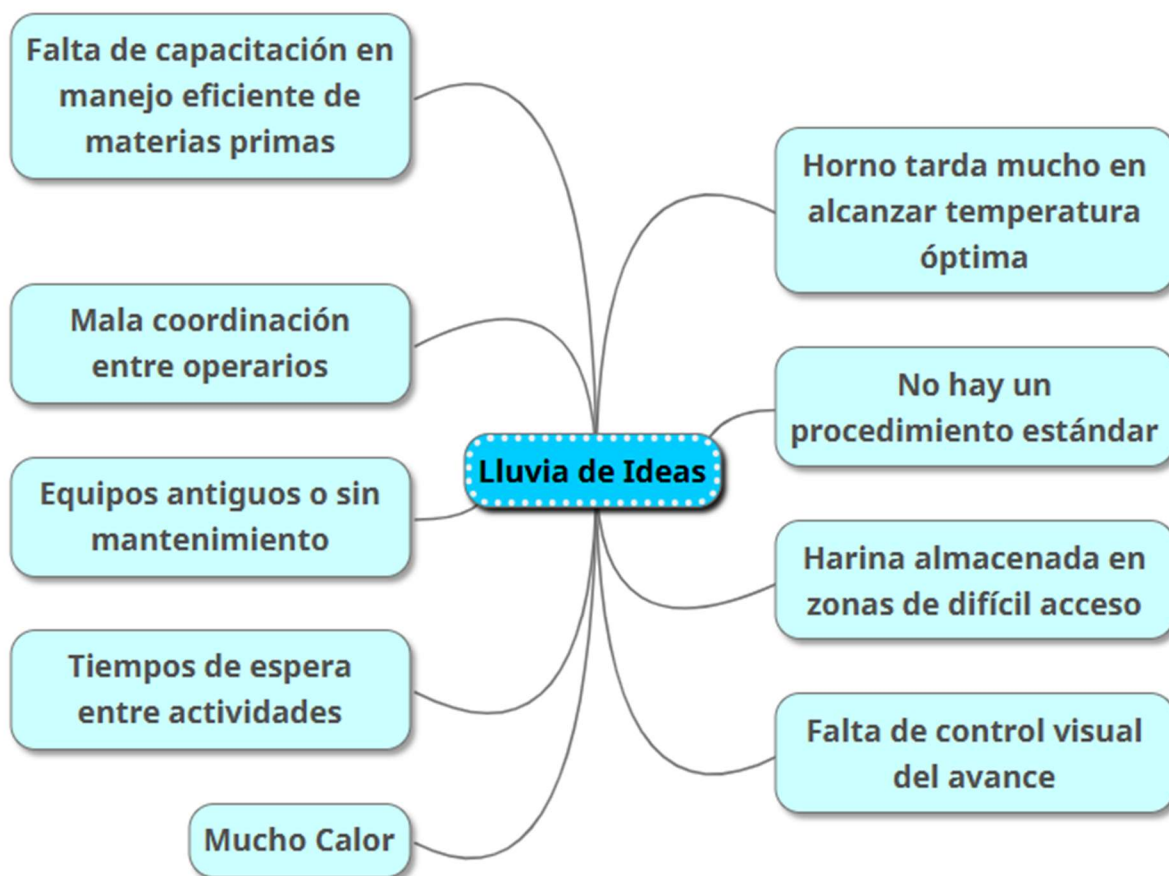 Falta de capacitación en
manejo eficiente de
materias primas
Mala coordinación
entre operarios
Equipos antiguos o sin
mantenimiento
Tiempos de espera
entre actividades
Mucho Calor
Lluvia de Ideas
Horno tarda mucho en
alcanzar temperatura
óptima
No hay un
procedimiento estándar
Harina almacenada en
zonas de difícil acceso
Falta de control visual
del avance